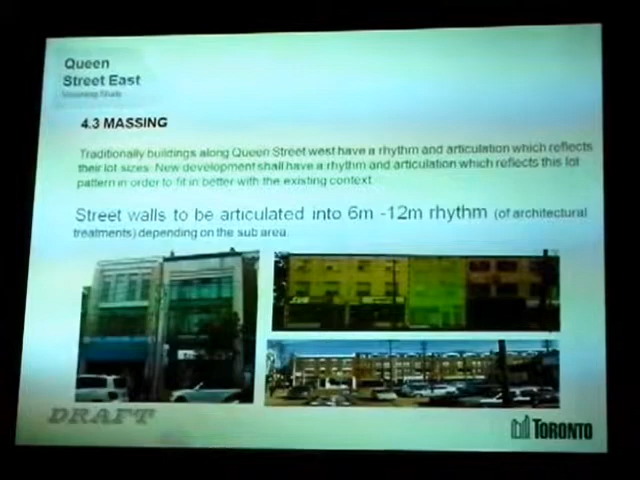 Queen
Street East
Visioning Study
4.3 MASSING
Traditionally buildings along Queen Street west have a rhythm and articulation which reflects
their lot sizes. New development shall have a rhythm and articulation which reflects this lot
pattern in order to fit in better with the existing context.
Street walls to be articulated into 6m -12m rhythm (of architectural
treatments) depending on the sub area.
DRAFT
TORONTO